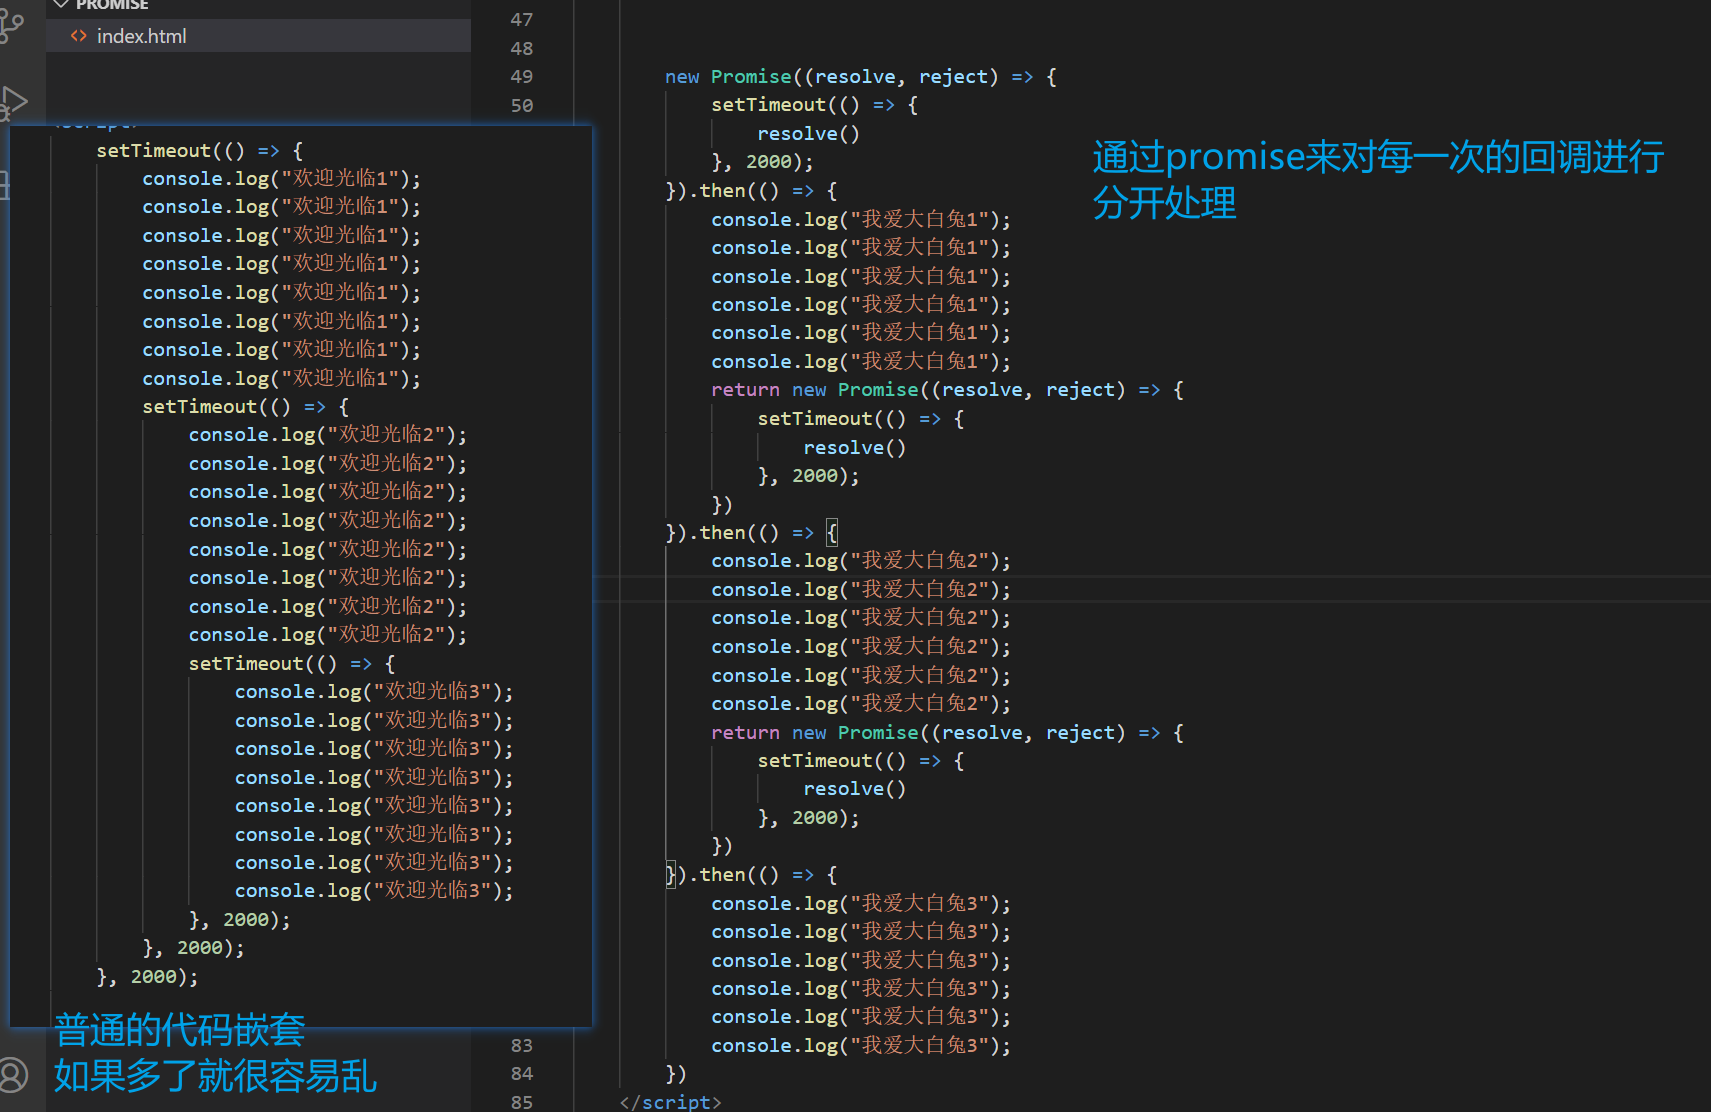 PROMISE
index.html
setTimeout(() => {
console.log("欢迎光临1");
console.log("欢迎光临1");
console.log("欢迎光临1");
console.log("欢迎光临1");
console.log("欢迎光临1");
console.log("欢迎光临1");
console.log("欢迎光临1");
console.log("欢迎光临1");
setTimeout(() => {
console.log("欢迎光临2");
console.log("欢迎光临2");
console.log("欢迎光临2");
console.log("欢迎光临2");
console.log("欢迎光临2");
console.log("欢迎光临2");
console.log("欢迎光临2");
console.log("欢迎光临2");
setTimeout(() => {
console.log("欢迎光临3");
console.log("欢迎光临3");
console.log("欢迎光临3");
console.log("欢迎光临3");
console.log("欢迎光临3");
console.log("欢迎光临3");
console.log("欢迎光临3");
console.log("欢迎光临3");
}, 2000);
}, 2000);
}, 2000);
普通的代码嵌套
如果多了就很容易乱
47
48
49 new Promise((resolve, reject) => {
50 setTimeout(() => {
resolve()
}, 2000);
}).then(() => {
console.log("我爱大白兔1");
console.log("我爱大白兔1");
console.log("我爱大白兔1");
console.log("我爱大白兔1");
console.log("我爱大白兔1");
console.log("我爱大白兔1");
return new Promise((resolve, reject) => {
setTimeout(() => {
resolve()
}, 2000);
})
}).then(() => {
console.log("我爱大白兔2");
console.log("我爱大白兔2");
console.log("我爱大白兔2");
console.log("我爱大白兔2");
console.log("我爱大白兔2");
console.log("我爱大白兔2");
return new Promise((resolve, reject) => {
setTimeout(() => {
resolve()
}, 2000);
})
}).then(() => {
console.log("我爱大白兔3");
console.log("我爱大白兔3");
console.log("我爱大白兔3");
console.log("我爱大白兔3");
console.log("我爱大白兔3");
83 console.log("我爱大白兔3");
84 })
85 </script>
通过promise来对每一次的回调进行
分开处理